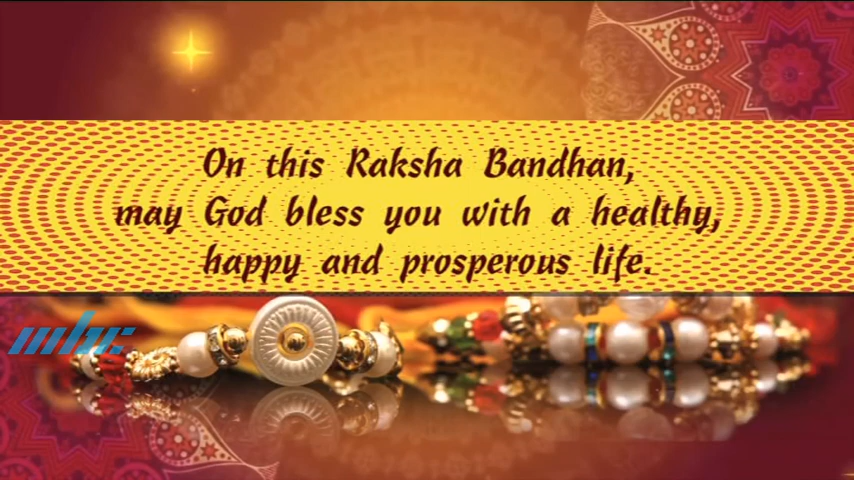 On this Raksha Bandhan,
may God bless you with a healthy,
happy and prosperous life.